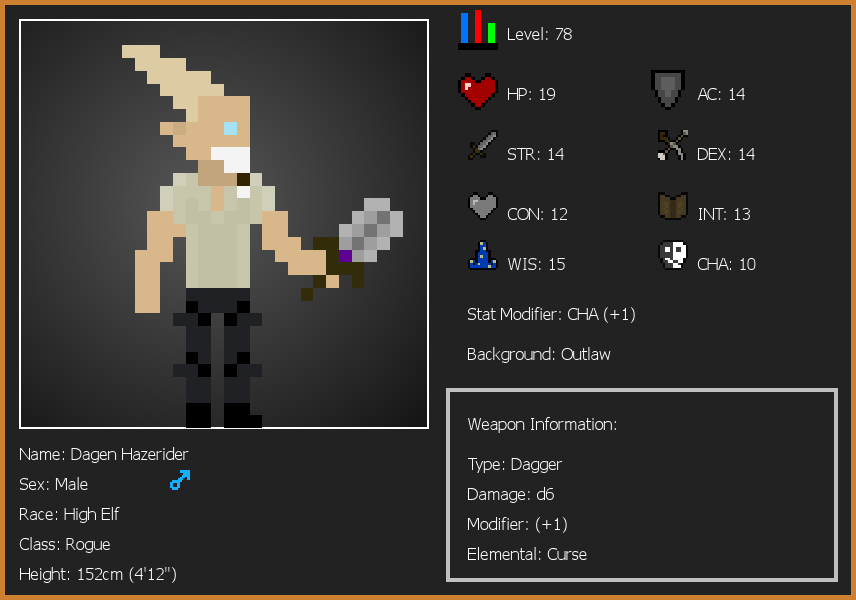 Level: 78
HP: 19
AC: 14
STR: 14
DEX: 14
CON: 12
INT: 13
WIS: 15
CHA: 10
Stat Modifier: CHA (+1)
Background: Outlaw
Weapon Information:
Type: Dagger
Damage: d6
Modifier: (+1)
Elemental: Curse
Name: Dagen Hazerider
Sex: Male
Race: High Elf
Class: Rogue
Height: 152cm (4'12")